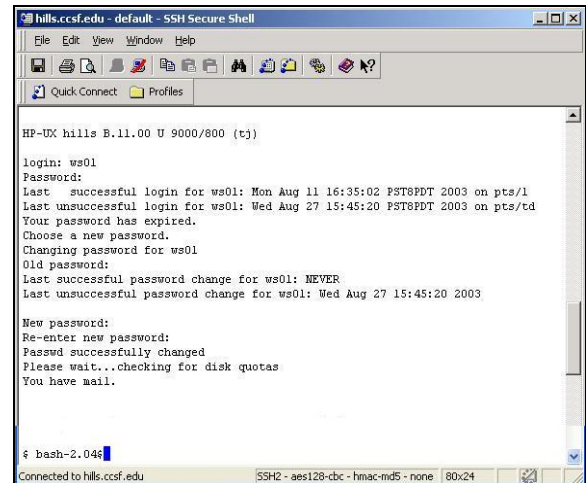 hills.ccsf.edu - default - SSH Secure Shell
File Edit View Window Help
Quick Connect Profiles
HP-UX hills B.11.00 U 9000/800 (tj)
login: ws01
Password:
Last successful login for ws01: Mon Aug 11 16:35:02 PST8PDT 2003 on pts/1
Last unsuccessful login for ws01: Wed Aug 27 15:45:20 PST8PDT 2003 on pts/td
Your password has expired.
Choose a new password.
Changing password for ws01
Old password:
Last successful password change for ws01: NEVER
Last unsuccessful password change for ws01: Wed Aug 27 15:45:20 2003
New password:
Re-enter new password:
Passwd successfully changed
Please wait...checking for disk quotas
You have mail.
$ bash-2.04$
Connected to hills.ccsf.edu SSH2 - aes128-cbc - hmac-md5 - none 80x24